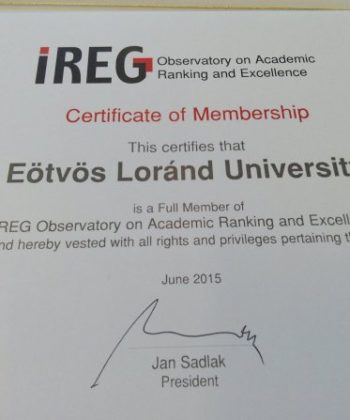 iREG Observatory on Academic
Ranking and Excellence
Certificate of Membership
This certifies that
Eötvös Loránd Universit
is a Full Member of
REG Observatory on Academic Ranking and Excell
nd hereby vested with all rights and privileges pertaining th
June 2015
Jan Sadlak
President